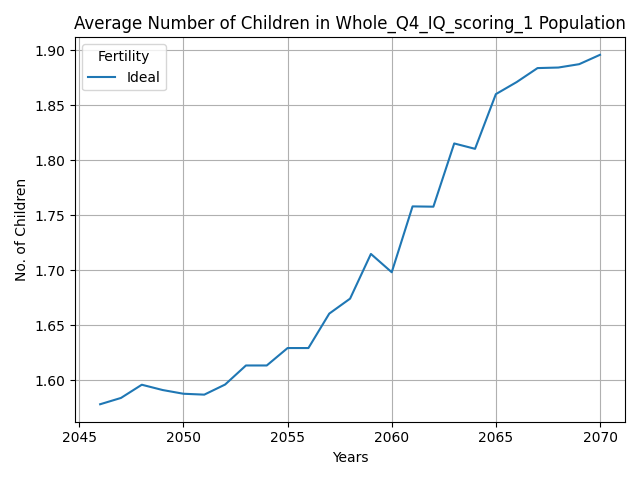 Average Number of Children in Whole_Q4_IQ_scoring_1 Population
Fertility
Ideal
No. of Children
1.90
1.85
1.80
1.75
1.70
1.65
1.60
2045 2050 2055 2060 2065 2070
Years